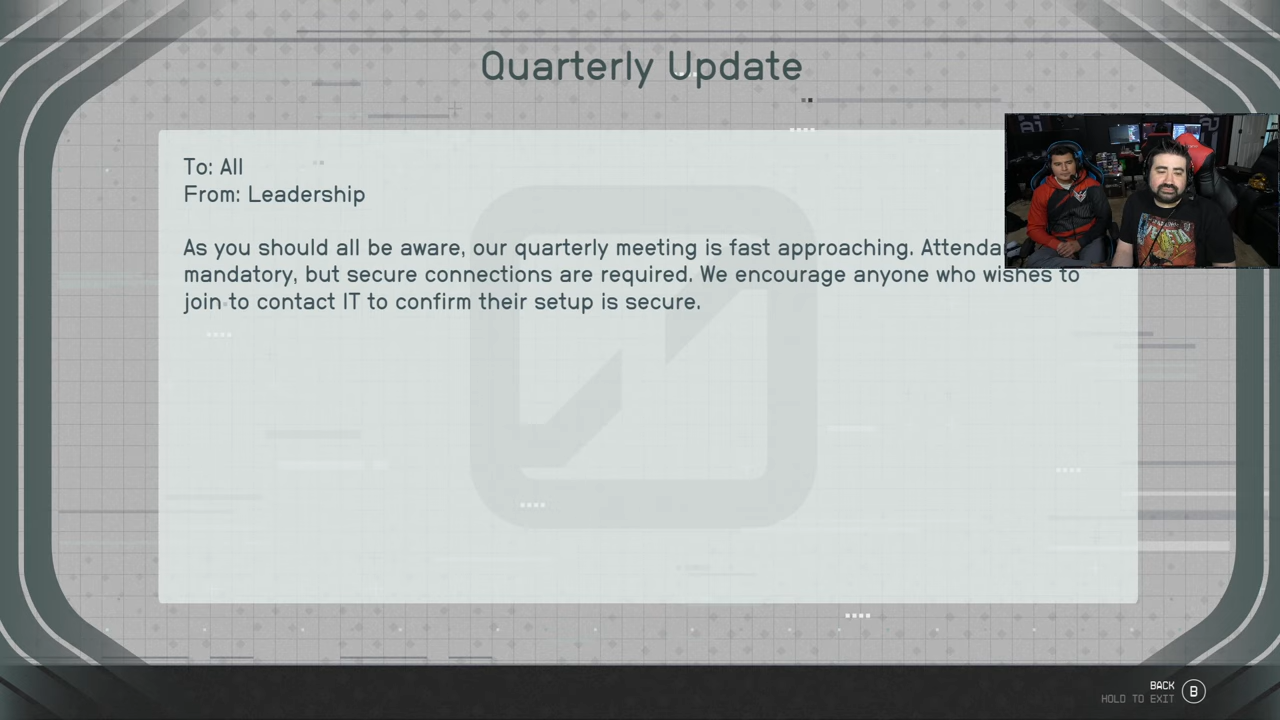 Quarterly Update
To: All
From: Leadership
As you should all be aware, our quarterly meeting is fast approaching.
mandatory, but secure connections are required. We encourage anyone who wishes to
join to contact IT to confirm their setup is secure.
BACK
B
HOLD TO EXIT